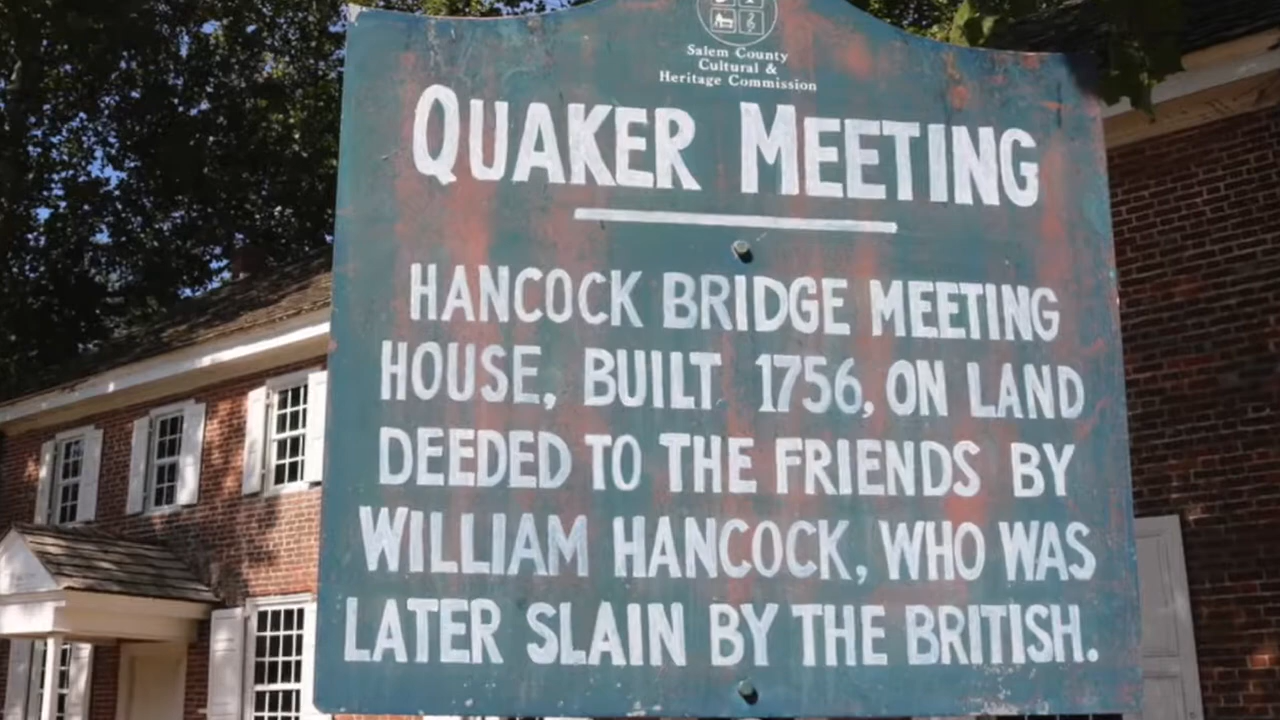 Salem County
Cultural &
Heritage Commission
QUAKER MEETING
HANCOCK BRIDGE MEETING
HOUSE, BUILT 1756, ON LAND
DEEDED TO THE FRIENDS BY
WILLIAM HANCOCK, WHO WAS
LATER SLAIN BY THE BRITISH.